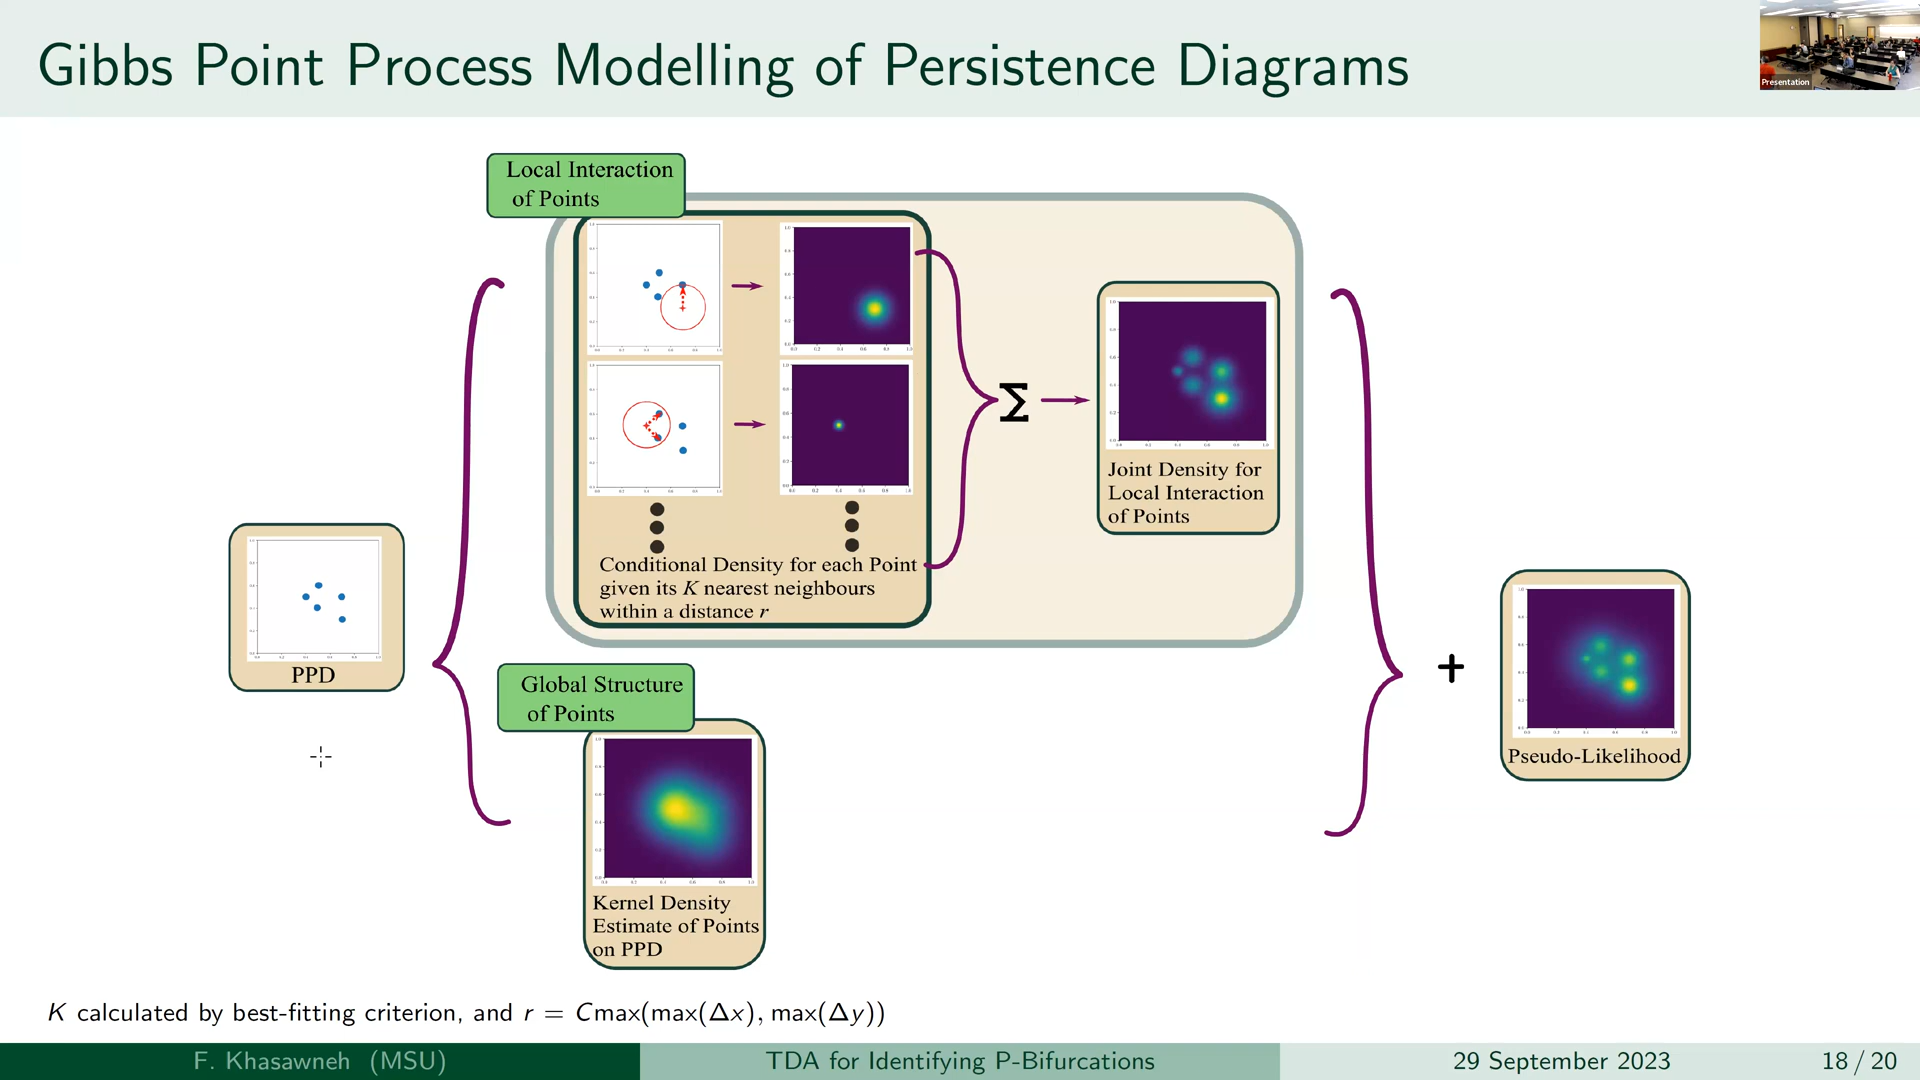 Gibbs Point Process Modelling of Persistence Diagrams
Presentation
Local Interaction
of Points
Conditional Density for each Point
given its K nearest neighbours
within a distance r
∑
Joint Density for
Local Interaction
of Points
PPD
Global Structure
of Points
Kernel Density
Estimate of Points
on PPD
+
Pseudo-Likelihood
K calculated by best-fitting criterion, and r = Cmax(max(Δx), max(Δy))
F. Khasawneh (MSU)
TDA for Identifying P-Bifurcations
29 September 2023
18 / 20